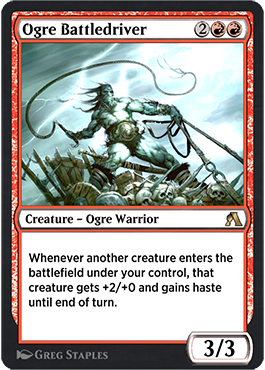 Ogre Battledriver 2
Creature – Ogre Warrior
Whenever another creature enters the
battlefield under your control, that
creature gets +2/+0 and gains haste
until end of turn.
Greg Staples
3/3